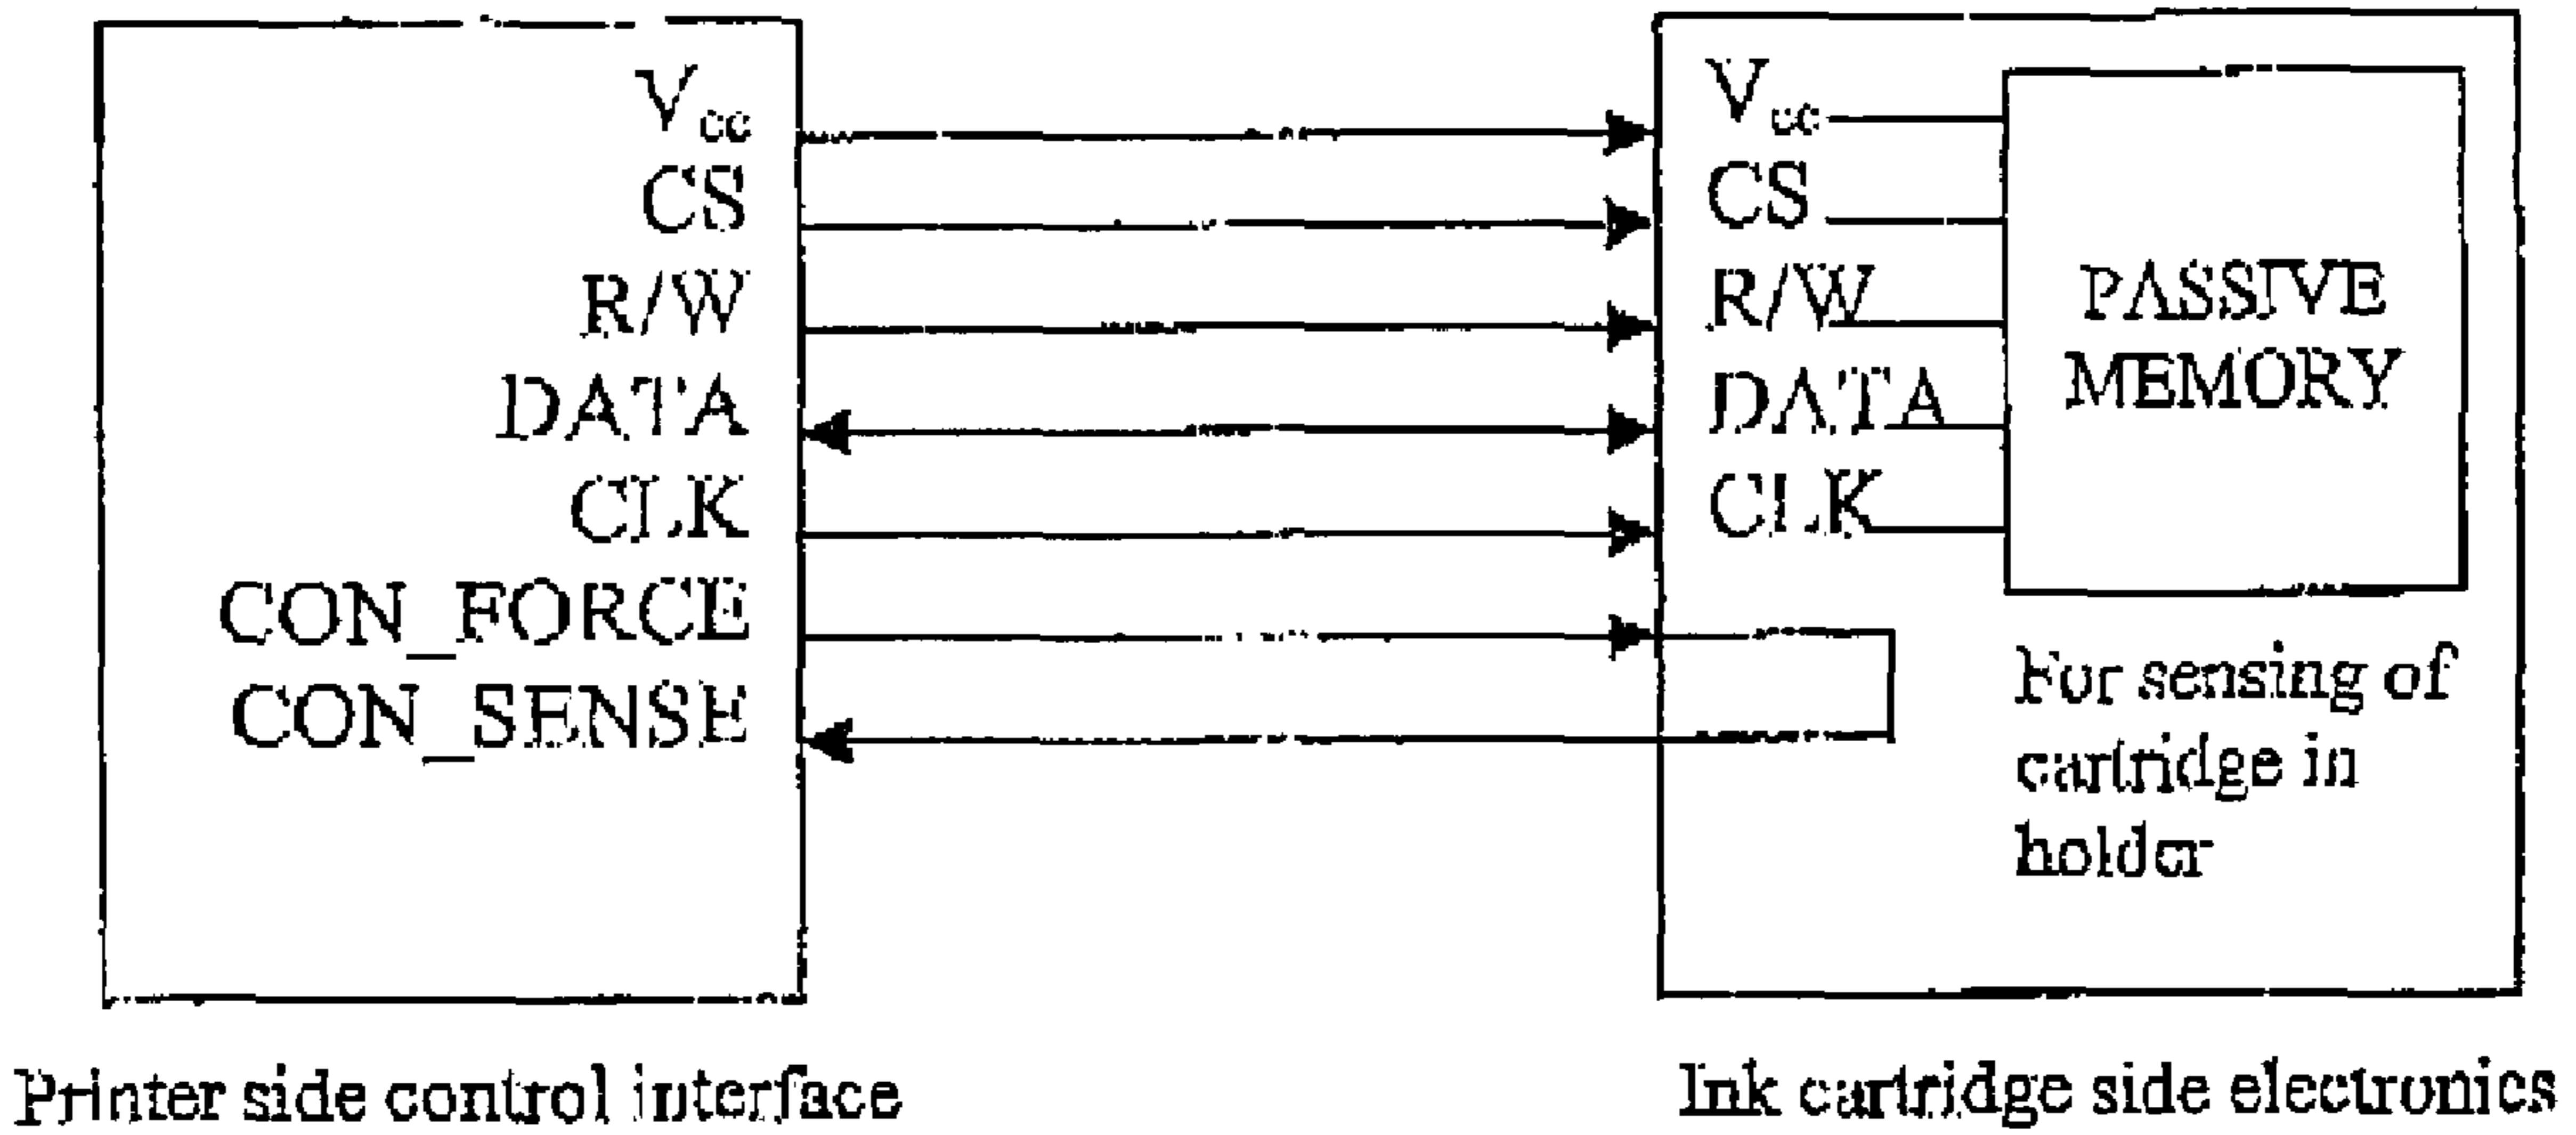 Vcc
CS
R/W
DATA
CLK
CON_FORCE
CON_SENSE
Vcc
CS
R/W
DATA
CLK
PASSIVE
MEMORY
For sensing of
cartridge in
holder
Printer side control interface
Ink cartridge side electronics